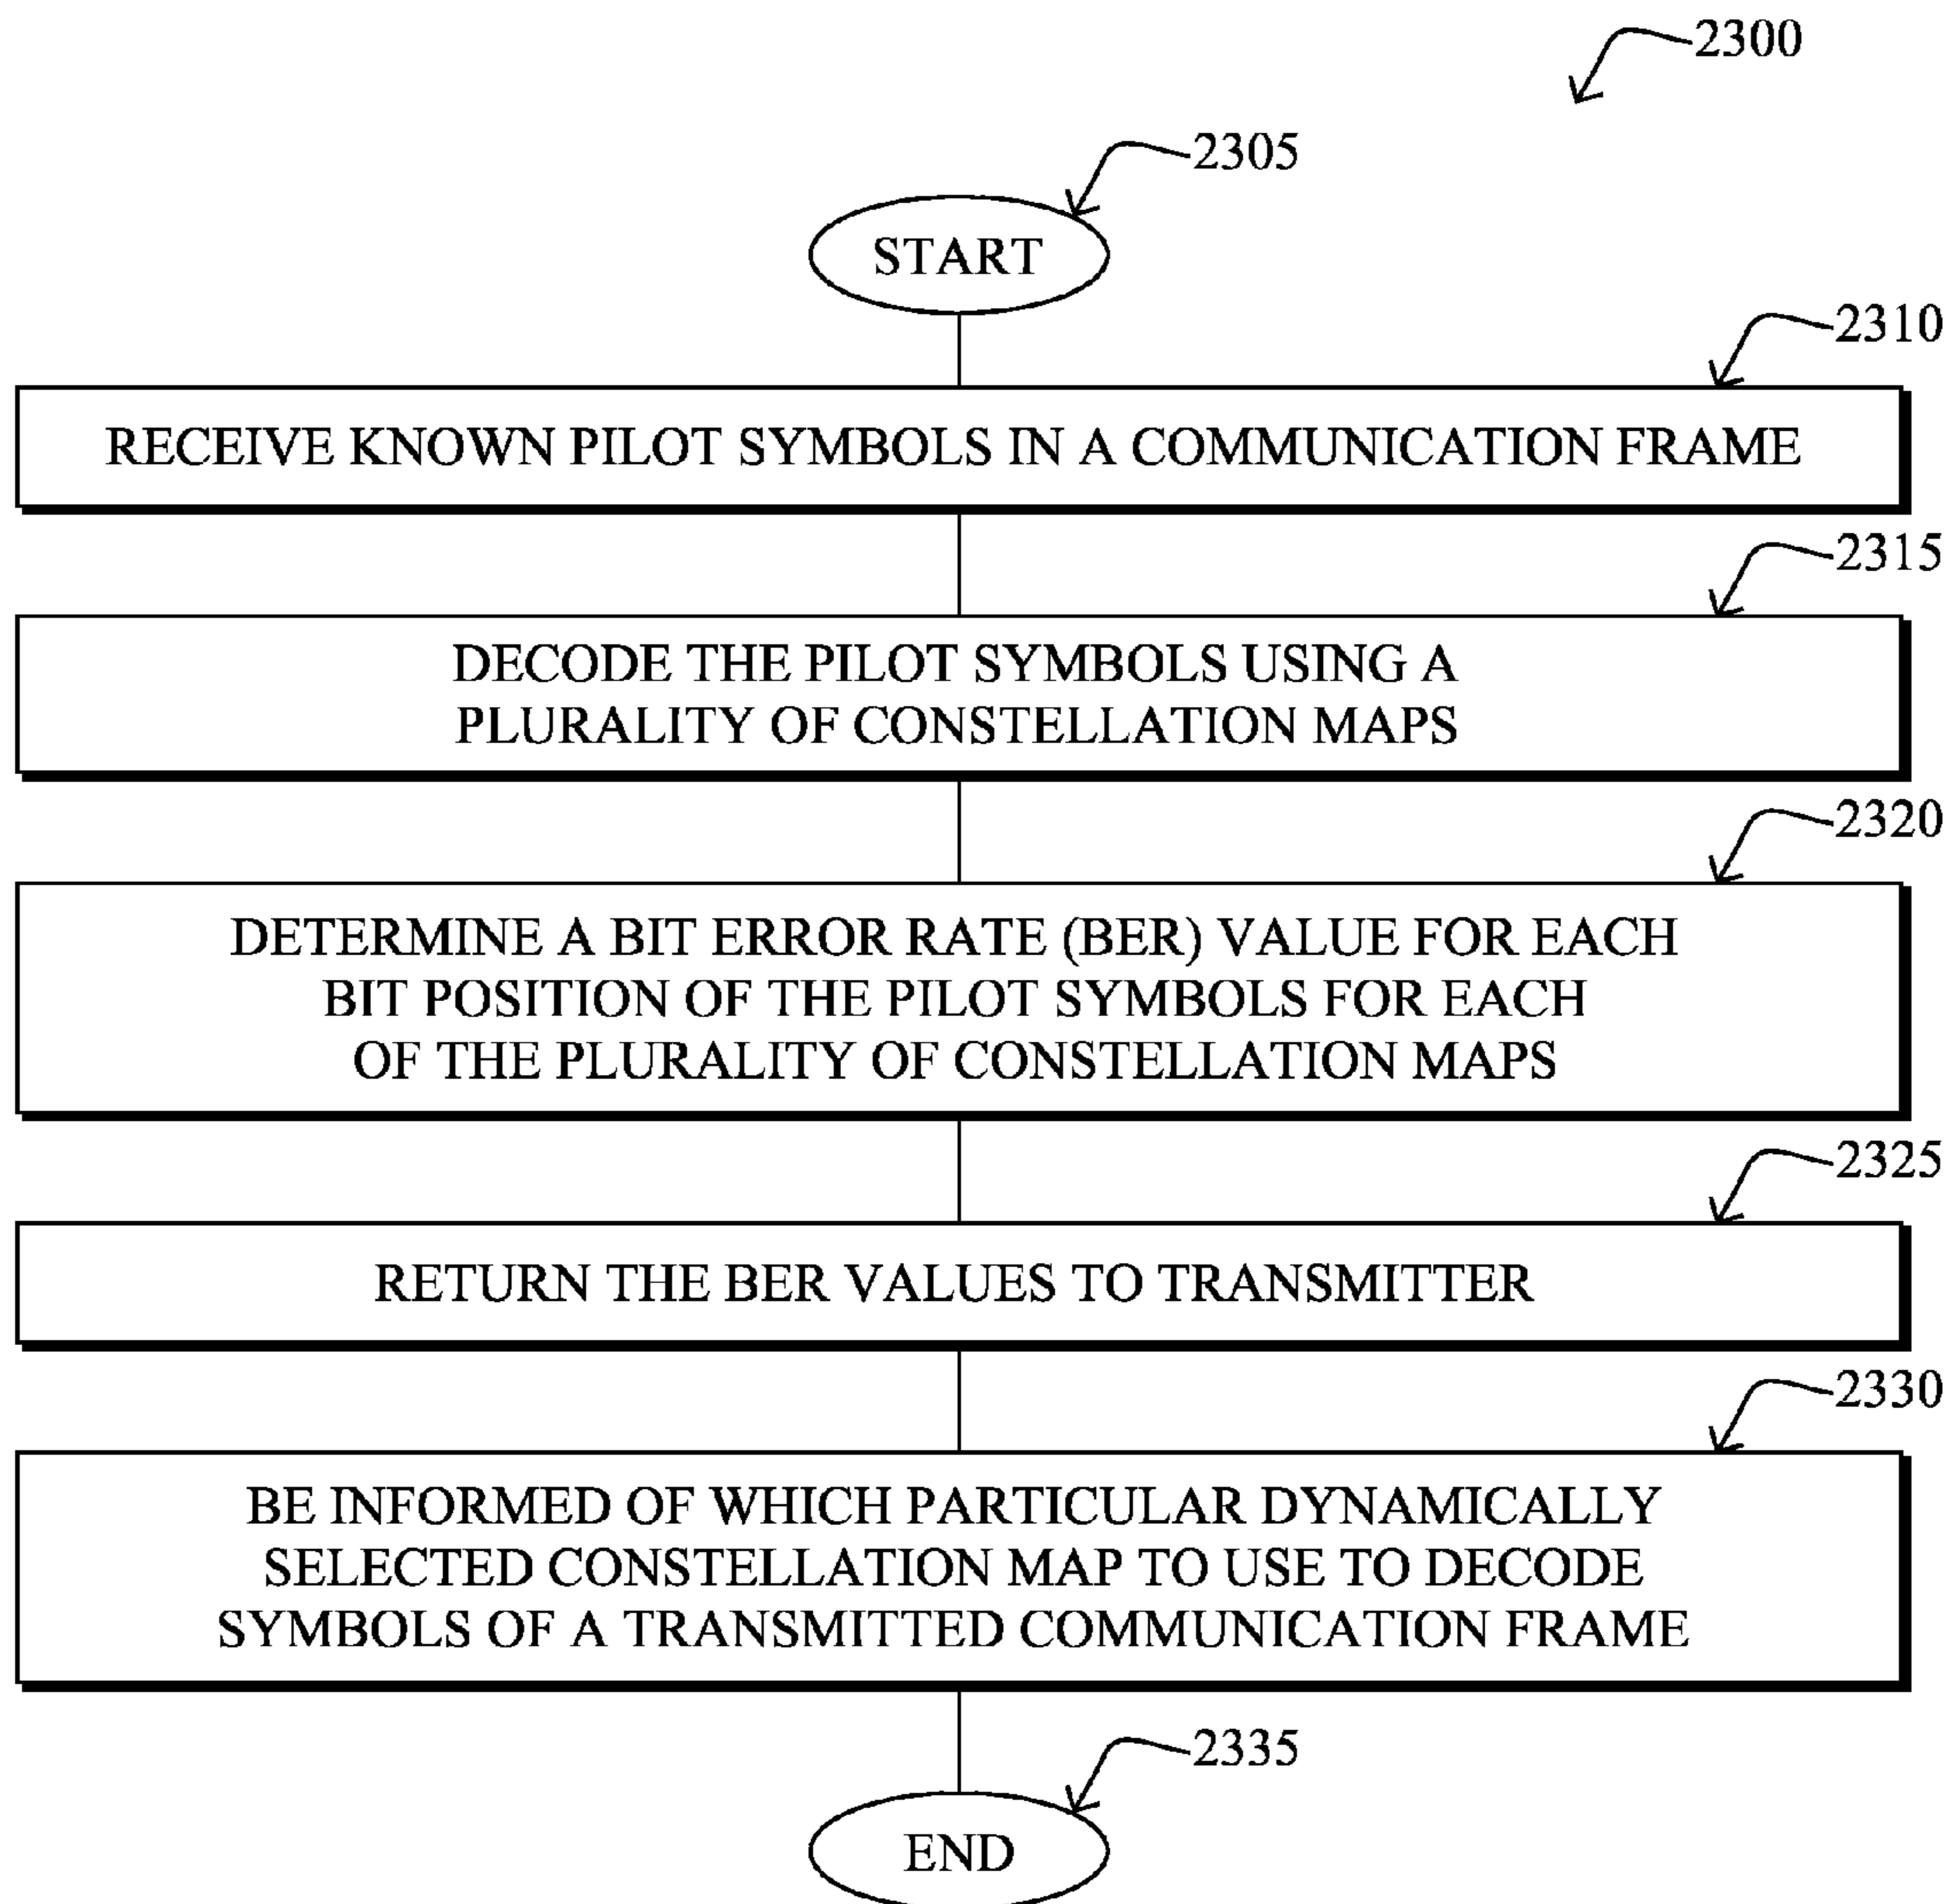 2300
2305
START
2310
RECEIVE KNOWN PILOT SYMBOLS IN A COMMUNICATION FRAME
2315
DECODE THE PILOT SYMBOLS USING A
PLURALITY OF CONSTELLATION MAPS
2320
DETERMINE A BIT ERROR RATE (BER) VALUE FOR EACH
BIT POSITION OF THE PILOT SYMBOLS FOR EACH
OF THE PLURALITY OF CONSTELLATION MAPS
2325
RETURN THE BER VALUES TO TRANSMITTER
2330
BE INFORMED OF WHICH PARTICULAR DYNAMICALLY
SELECTED CONSTELLATION MAP TO USE TO DECODE
SYMBOLS OF A TRANSMITTED COMMUNICATION FRAME
2335
END